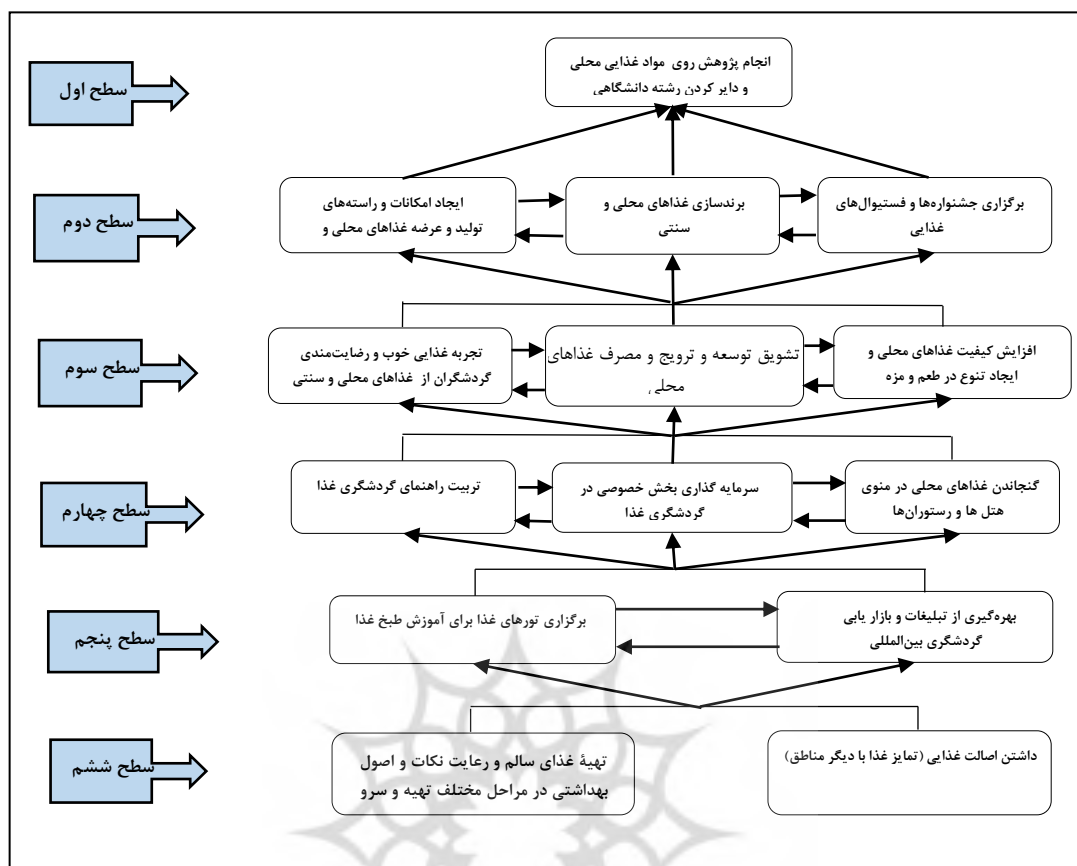 سطح اول
انجام پژوهش روی مواد غذایی محلی
و دایر کردن رشته دانشگاهی
سطح دوم
برگزاری جشنواره‌ها و فستیوال‌های
غذایی
برندسازی غذاهای محلی و
سنتی
ایجاد امکانات و راسته‌های
تولید و عرضه غذاهای محلی و
سطح سوم
افزایش کیفیت غذاهای محلی و
ایجاد تنوع در طعم و مزه
تشویق توسعه و ترویج و مصرف غذاهای
محلی
تجربه غذایی خوب و رضایت‌مندی
گردشگران از غذاهای محلی و سنتی
سطح چهارم
گنجاندن غذاهای محلی در منوی
هتل ها و رستوران‌ها
سرمایه گذاری بخش خصوصی در
گردشگری غذا
تربیت راهنمای گردشگری غذا
سطح پنجم
بهره‌گیری از تبلیغات و بازار یابی
گردشگری بین‌المللی
برگزاری تورهای غذا برای آموزش طبخ غذا
سطح ششم
داشتن اصالت غذایی (تمایز غذا با دیگر مناطق)
تهیۀ غذای سالم و رعایت نکات و اصول
بهداشتی در مراحل مختلف تهیه و سرو